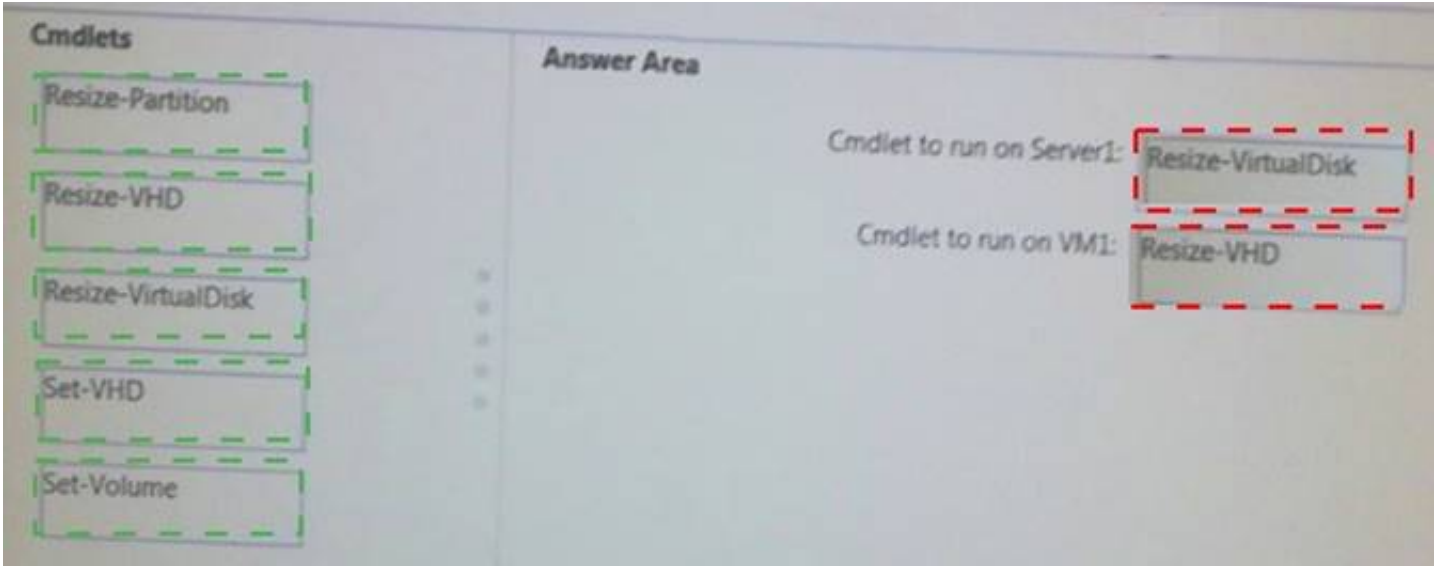 Cmdlets
Answer Area
Resize-Partition
Resize-VHD
Resize-VirtualDisk
Set-VHD
Set-Volume
Cmdlet to run on Server1: Resize-VirtualDisk
Cmdlet to run on VM1: Resize-VHD